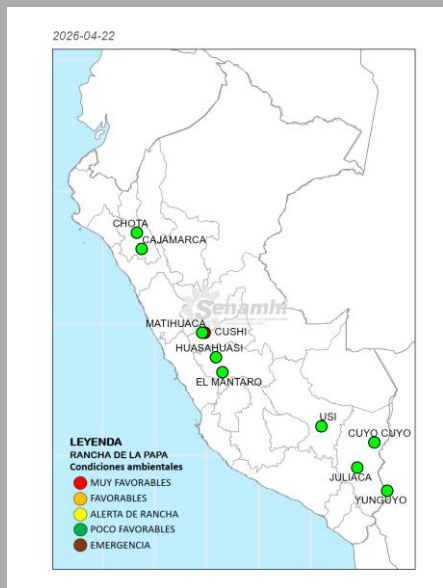 2026-04-22
CHOTA
CAJAMARCA
Senamhi
MATIHUACA
CUSHI
HUASAHUASI
EL MANTARO
USI
CUYO CUYO
JULIACA
YUNGUYO
LEYENDA
RANCHA DE LA PAPA
Condiciones ambientales
MUY FAVORABLES
FAVORABLES
ALERTA DE RANCHA
POCO FAVORABLES
EMERGENCIA